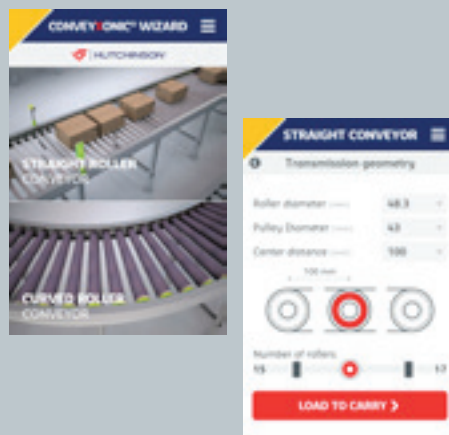 CONVEYXONIC® WIZARD
HUTCHINSON
STRAIGHT ROLLER
CONVEYOR
CURVED ROLLER
CONVEYOR
STRAIGHT CONVEYOR
Transmission geometry
Roller diameter 48.3
Pulley Diameter 43
Center distance 100
100 mm
Number of rollers
15 17
LOAD TO CARRY